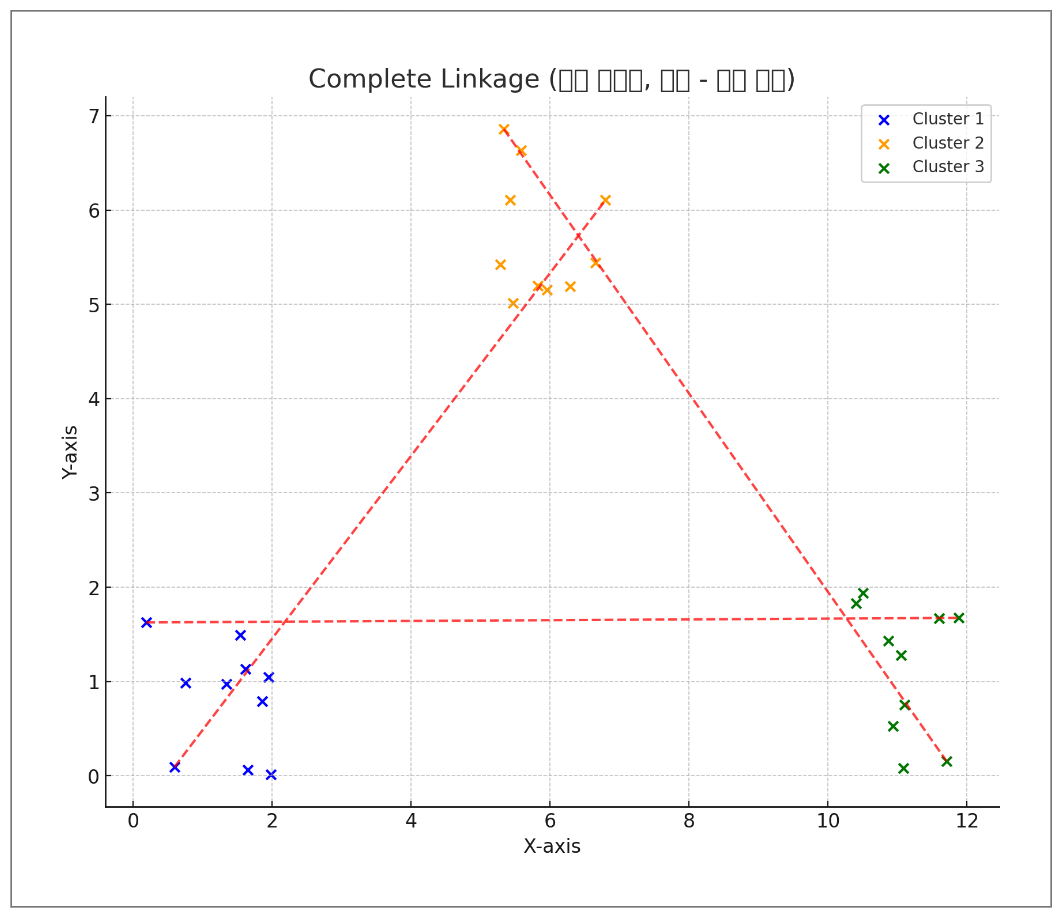 Complete Linkage (▯▯ ▯▯▯, ▯▯ - ▯▯ ▯▯)
Cluster 1
Cluster 2
Cluster 3
7
6
5
4
3
2
1
0
Y-axis
0 2 4 6 8 10 12
X-axis